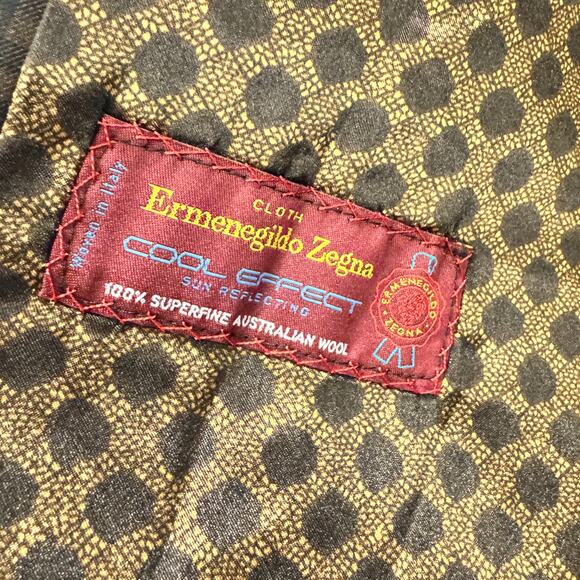 Woven in Italy
CLOTH
Ermenegildo Zegna
COOL EFFECT
SUN REFLECTING
100% SUPERFINE AUSTRALIAN WOOL
ERMENEGILDO
ZEGNA